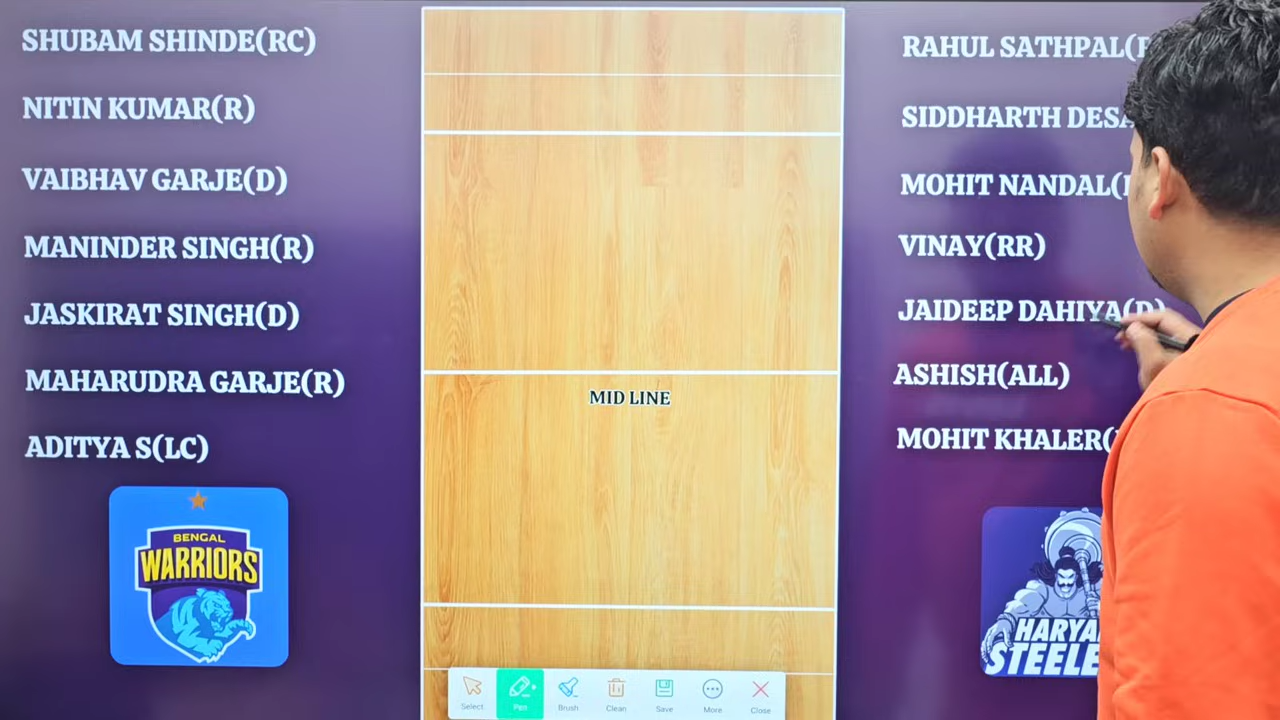 SHUBAM SHINDE(RC)
NITIN KUMAR(R)
VAIBHAV GARJE(D)
MANINDER SINGH(R)
JASKIRAT SINGH(D)
MAHARUDRA GARJE(R)
ADITYA S(LC)
BENGAL
WARRIORS
MID LINE
Select
Pen
Brush
Clean
Save
More
Close
RAHUL SATHPAL(
SIDDHARTH
MOHIT NANDAL(
VINAY(RR)
JAIDEEP DAHIYA(D)
ASHISH(ALL)
MOHIT KHALER(